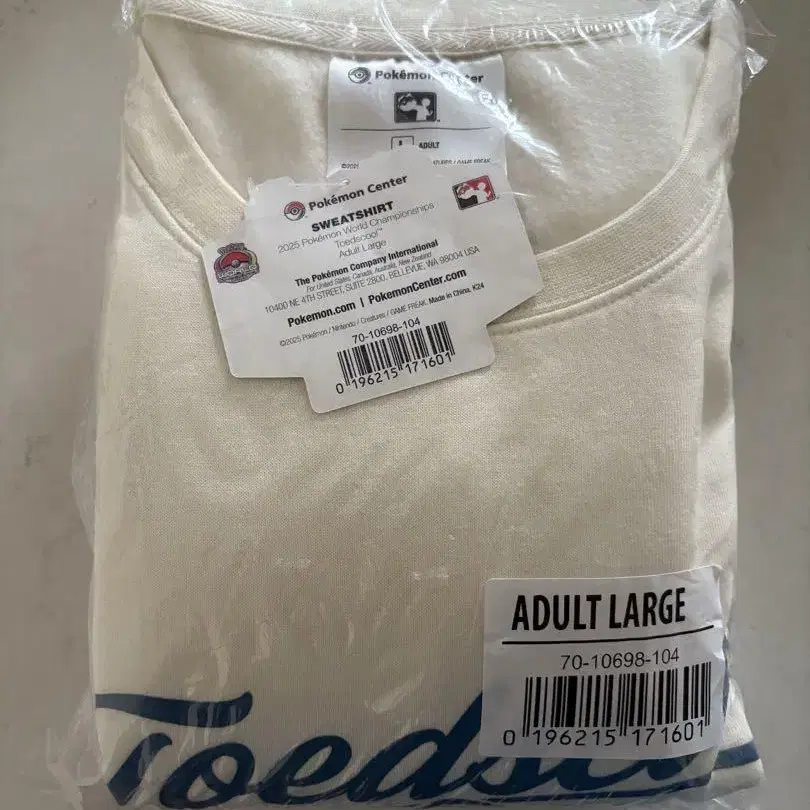 Pokémon Center
L ADULT
Pokémon Center
SWEATSHIRT
2025 Pokémon World Championships
Toedscool™
Adult Large
The Pokémon Company International
For United States, Canada, Australia, New Zealand
10400 NE 4TH STREET, SUITE 2800, BELLEVUE, WA 98004 USA
Pokemon.com | PokemonCenter.com
©2025 Pokémon / Nintendo / Creatures / GAME FREAK. Made in China. K24
70-10698-104
0 196215 171601
ADULT LARGE
70-10698-104
0 196215 171601